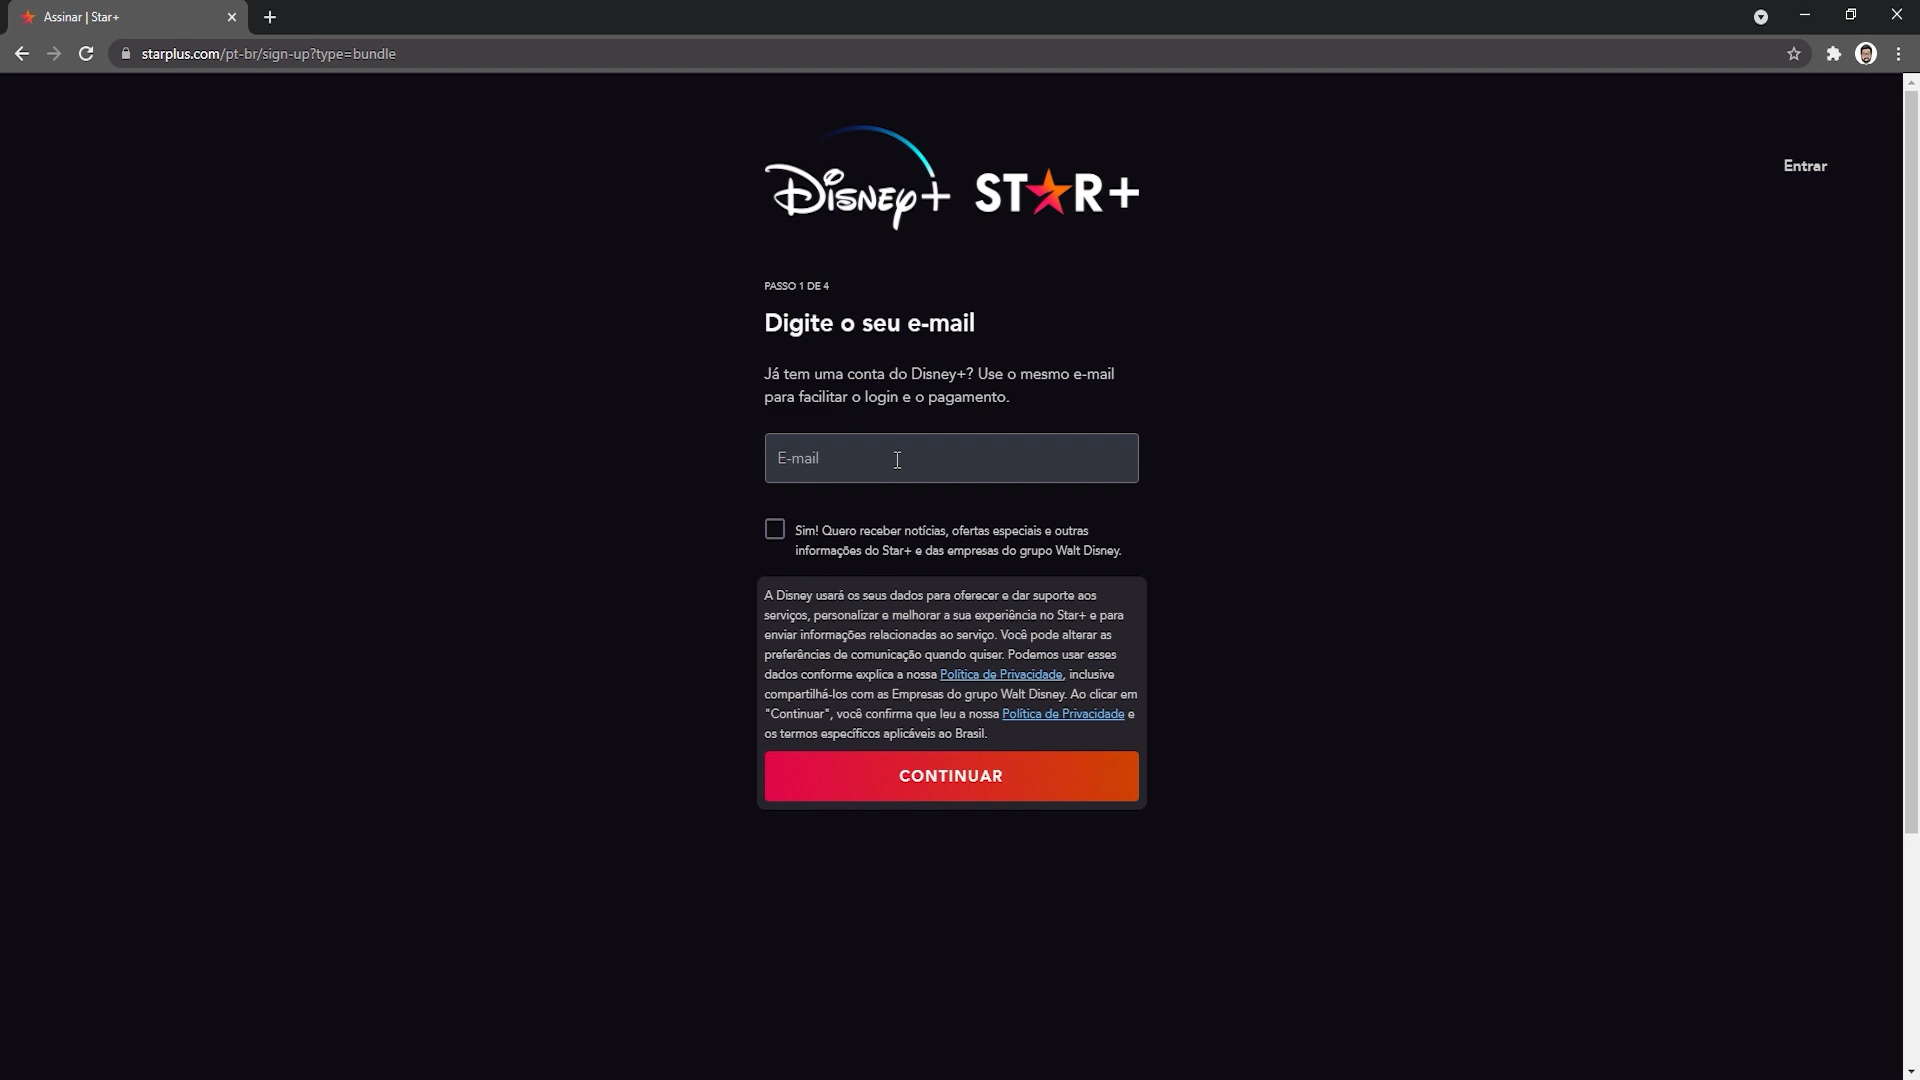 Assinar | Star+
starplus.com/pt-br/sign-up?type=bundle
Disney+ STAR+
Entrar
PASSO 1 DE 4
Digite o seu e-mail
Já tem uma conta do Disney+? Use o mesmo e-mail
para facilitar o login e o pagamento.
E-mail
Sim! Quero receber notícias, ofertas especiais e outras
informações do Star+ e das empresas do grupo Walt Disney.
A Disney usará os seus dados para oferecer e dar suporte aos
serviços, personalizar e melhorar a sua experiência no Star+ e para
enviar informações relacionadas ao serviço. Você pode alterar as
preferências de comunicação quando quiser. Podemos usar esses
dados conforme explica a nossa Política de Privacidade, inclusive
compartilhá-los com as Empresas do grupo Walt Disney. Ao clicar em
"Continuar", você confirma que leu a nossa Política de Privacidade e
os termos específicos aplicáveis ao Brasil.
CONTINUAR